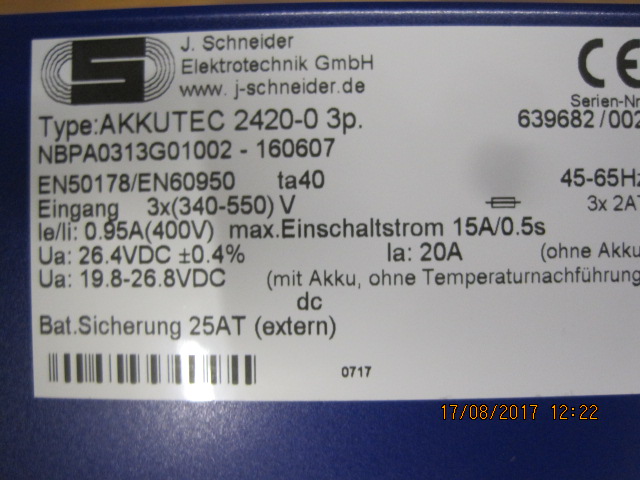 J. Schneider
Elektrotechnik GmbH
www. j-schneider.de
CE
Serien-Nr
Type:AKKUTEC 2420-0 3p.
639682/002
NBPA0313G01002 - 160607
EN50178/EN60950 ta40 45-65Hz
Eingang 3x(340-550) V 3x 2AT
Ie/Ii: 0.95A(400V) max.Einschaltstrom 15A/0.5s
Ua: 26.4VDC ±0.4% Ia: 20A (ohne Akku)
Ua: 19.8-26.8VDC (mit Akku, ohne Temperaturnachführung
dc
Bat.Sicherung 25AT (extern)
0717
17/08/2017 12:22